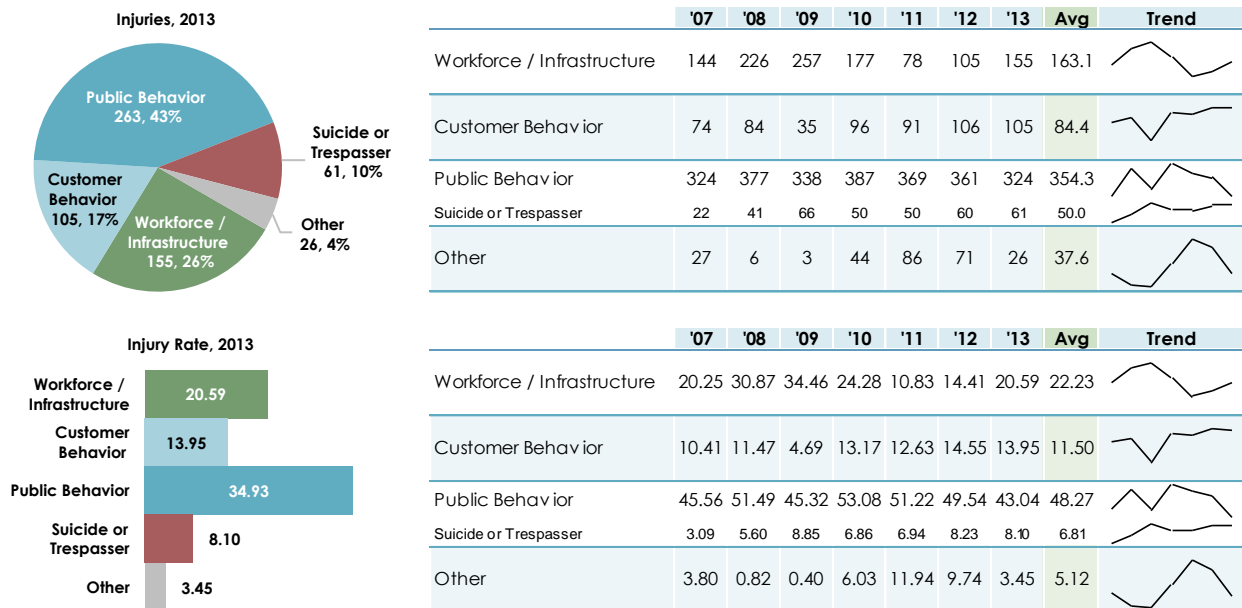 Injuries, 2013
Public Behavior
263, 43%
Suicide or
Trespasser
61, 10%
Customer
Behavior
105, 17%
Workforce /
Infrastructure
155, 26%
Other
26, 4%
'07 '08 '09 '10 '11 '12 '13 Avg Trend
Workforce / Infrastructure 144 226 257 177 78 105 155 163.1
Customer Behavior 74 84 35 96 91 106 105 84.4
Public Behavior 324 377 338 387 369 361 324 354.3
Suicide or Trespasser 22 41 66 50 50 60 61 50.0
Other 27 6 3 44 86 71 26 37.6
Injury Rate, 2013
Workforce /
Infrastructure
20.59
Customer
Behavior
13.95
Public Behavior 34.93
Suicide or
Trespasser
8.10
Other 3.45
'07 '08 '09 '10 '11 '12 '13 Avg Trend
Workforce / Infrastructure 20.25 30.87 34.46 24.28 10.83 14.41 20.59 22.23
Customer Behavior 10.41 11.47 4.69 13.17 12.63 14.55 13.95 11.50
Public Behavior 45.56 51.49 45.32 53.08 51.22 49.54 43.04 48.27
Suicide or Trespasser 3.09 5.60 8.85 6.86 6.94 8.23 8.10 6.81
Other 3.80 0.82 0.40 6.03 11.94 9.74 3.45 5.12